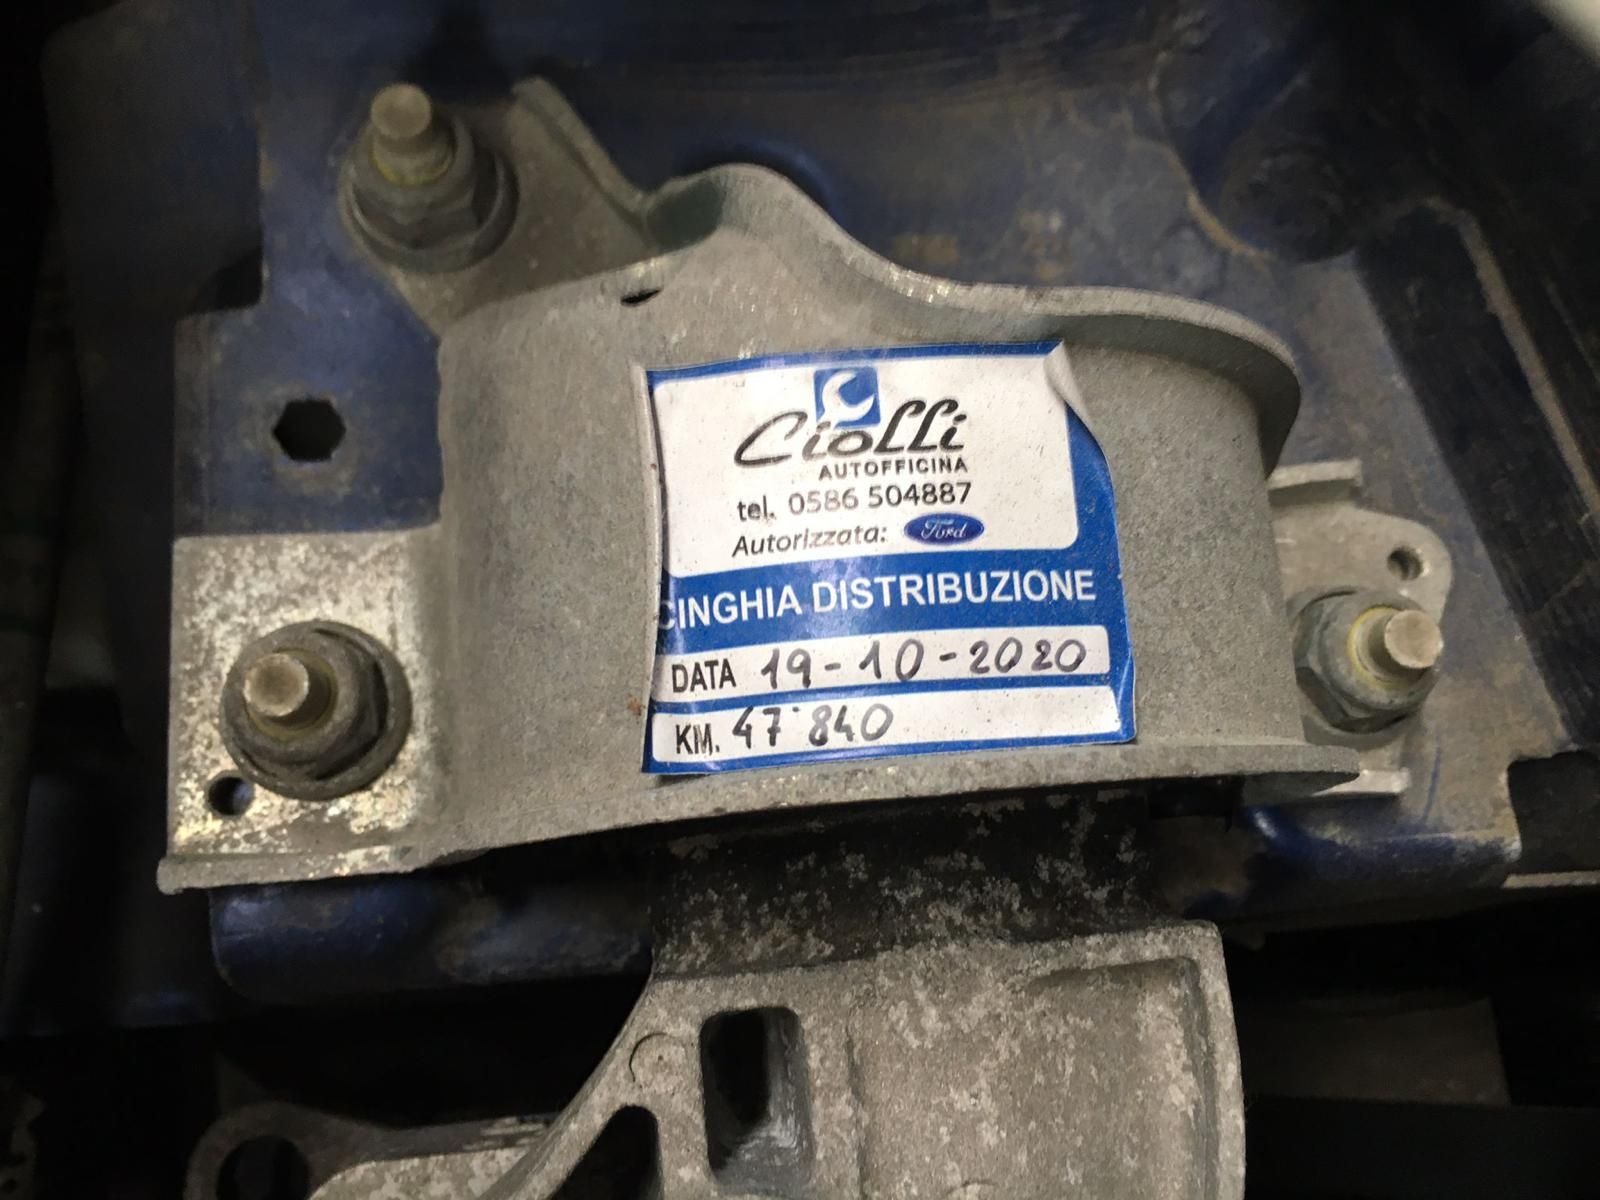 Ciolli
AUTOFFICINA
tel. 0586 504887
Autorizzata: Ford
CINGHIA DISTRIBUZIONE
DATA 19-10-2020
KM. 47'840